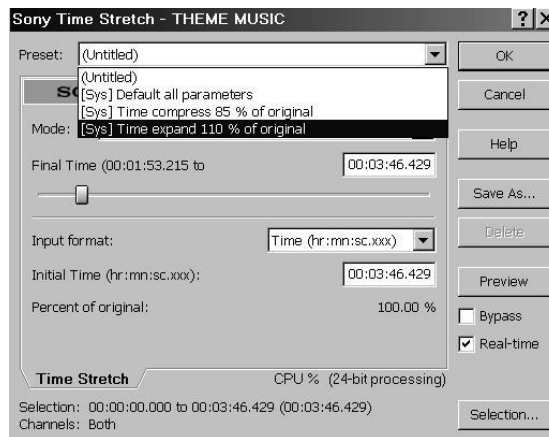 Sony Time Stretch - THEME MUSIC
Preset: (Untitled)
OK
(Untitled)
[Sys] Default all parameters
[Sys] Time compress 85 % of original
[Sys] Time expand 110 % of original
Cancel
Mode:
Help
Final Time (00:01:53.215 to 00:03:46.429
Save As...
Input format: Time (hr:mn:sc.xxx)
Delete
Initial Time (hr:mn:sc.xxx): 00:03:46.429
Preview
Percent of original: 100.00 %
Bypass
Real-time
Time Stretch
CPU % (24-bit processing)
Selection: 00:00:00.000 to 00:03:46.429 (00:03:46.429)
Channels: Both
Selection...